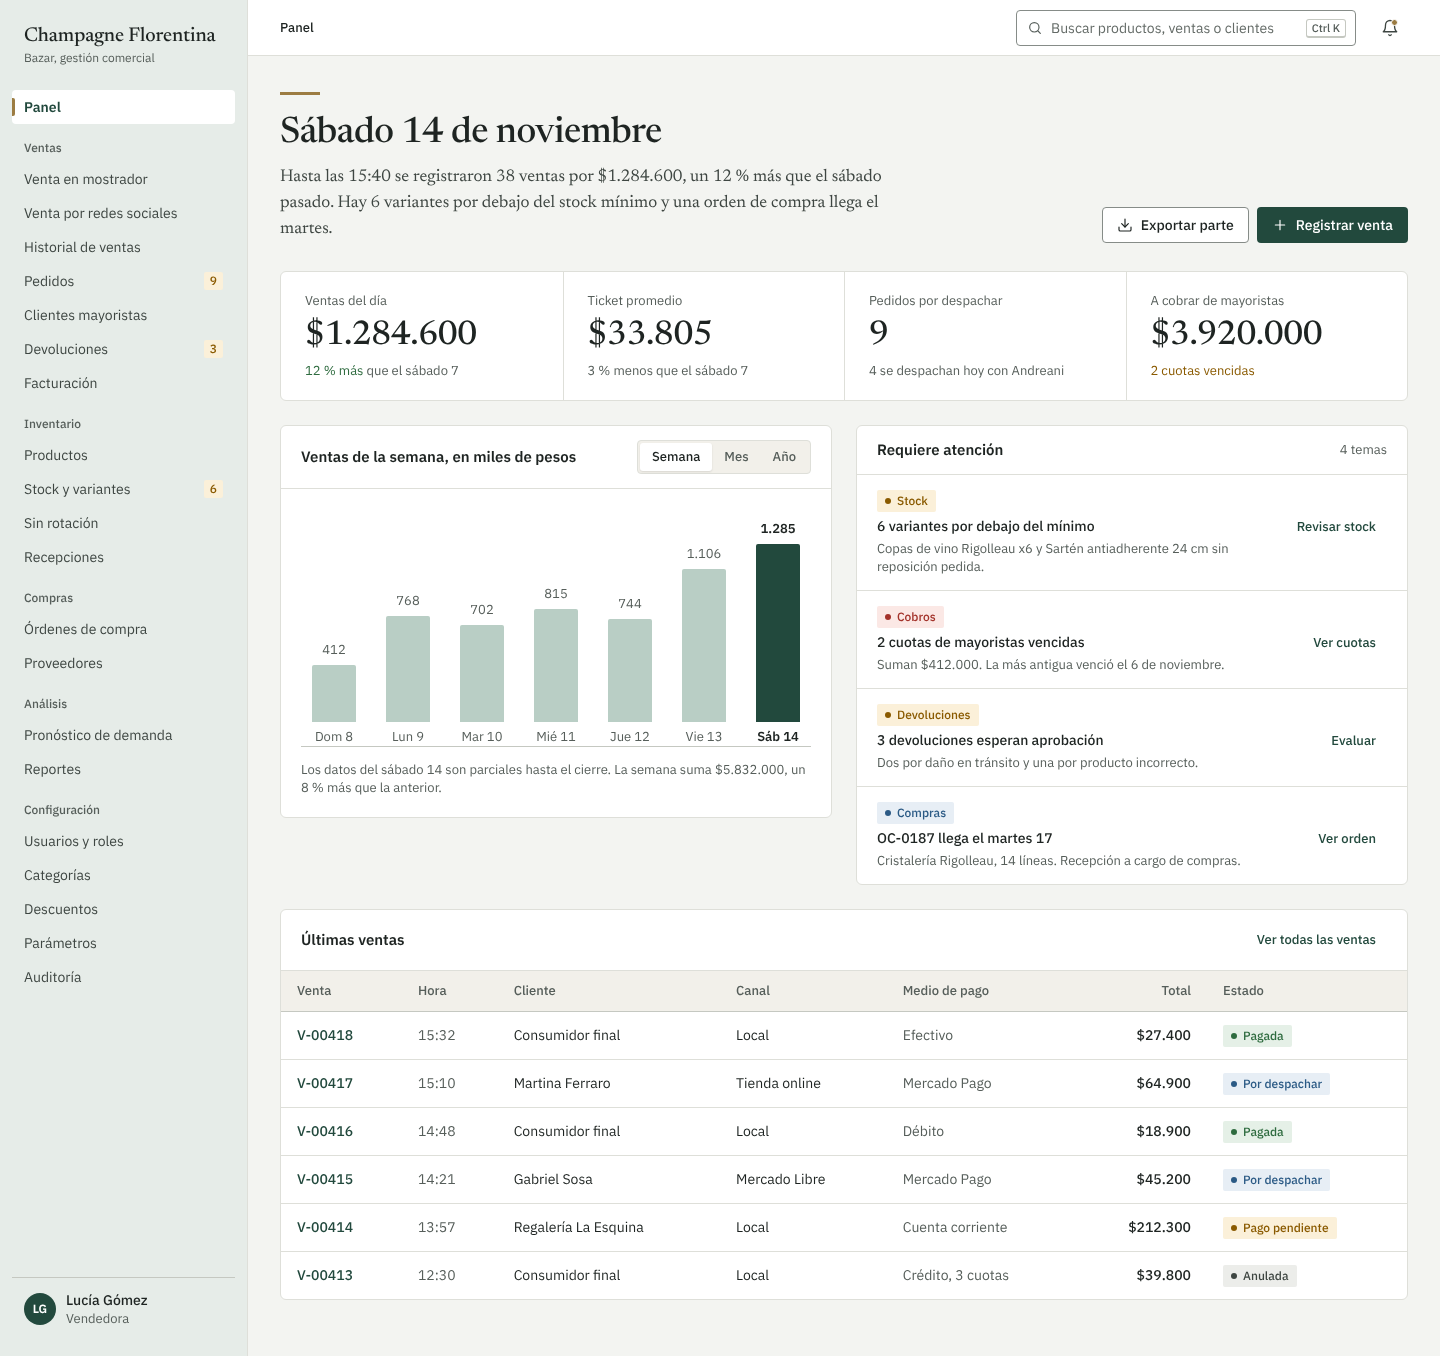 Champagne Florentina
Bazar, gestión comercial
Panel
Ventas
Venta en mostrador
Venta por redes sociales
Historial de ventas
Pedidos 9
Clientes mayoristas
Devoluciones 3
Facturación
Inventario
Productos
Stock y variantes 6
Sin rotación
Recepciones
Compras
Órdenes de compra
Proveedores
Análisis
Pronóstico de demanda
Reportes
Configuración
Usuarios y roles
Categorías
Descuentos
Parámetros
Auditoría
LG
Lucía Gómez
Vendedora
Panel
Buscar productos, ventas o clientes Ctrl K
Sábado 14 de noviembre
Hasta las 15:40 se registraron 38 ventas por $1.284.600, un 12 % más que el sábado
pasado. Hay 6 variantes por debajo del stock mínimo y una orden de compra llega el
martes.
Exportar parte
Registrar venta
Ventas del día
$1.284.600
12 % más que el sábado 7
Ticket promedio
$33.805
3 % menos que el sábado 7
Pedidos por despachar
9
4 se despachan hoy con Andreani
A cobrar de mayoristas
$3.920.000
2 cuotas vencidas
Ventas de la semana, en miles de pesos
Semana Mes Año
412 768 702 815 744 1.106 1.285
Dom 8 Lun 9 Mar 10 Mié 11 Jue 12 Vie 13 Sáb 14
Los datos del sábado 14 son parciales hasta el cierre. La semana suma $5.832.000, un
8 % más que la anterior.
Requiere atención 4 temas
Stock
6 variantes por debajo del mínimo
Copas de vino Rigolleau x6 y Sartén antiadherente 24 cm sin
reposición pedida.
Revisar stock
Cobros
2 cuotas de mayoristas vencidas
Suman $412.000. La más antigua venció el 6 de noviembre.
Ver cuotas
Devoluciones
3 devoluciones esperan aprobación
Dos por daño en tránsito y una por producto incorrecto.
Evaluar
Compras
OC-0187 llega el martes 17
Cristalería Rigolleau, 14 líneas. Recepción a cargo de compras.
Ver orden
Últimas ventas Ver todas las ventas
Venta Hora Cliente Canal Medio de pago Total Estado
V-00418 15:32 Consumidor final Local Efectivo $27.400 Pagada
V-00417 15:10 Martina Ferraro Tienda online Mercado Pago $64.900 Por despachar
V-00416 14:48 Consumidor final Local Débito $18.900 Pagada
V-00415 14:21 Gabriel Sosa Mercado Libre Mercado Pago $45.200 Por despachar
V-00414 13:57 Regalería La Esquina Local Cuenta corriente $212.300 Pago pendiente
V-00413 12:30 Consumidor final Local Crédito, 3 cuotas $39.800 Anulada